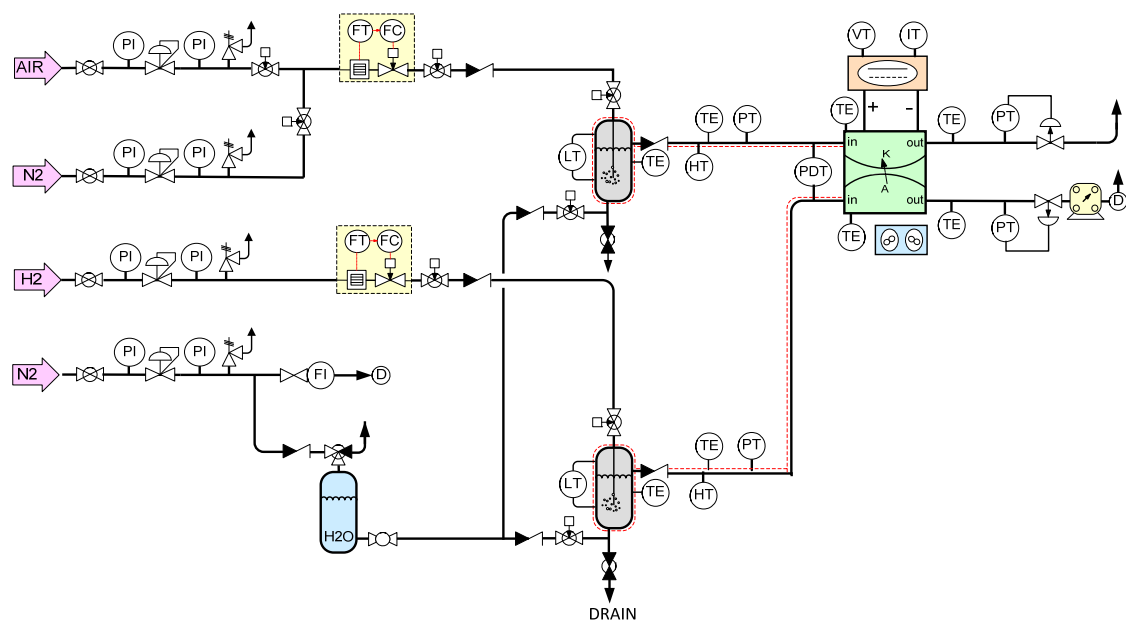 VT IT
AIR PI PI FT FC
+ -
TE TE PT TE PT
in out
K
LT TE HT PDT
N2 PI PI
A
in out D
TE TE PT
H2 PI PI FT FC
N2 PI PI FI D
TE PT
LT TE HT
H2O
DRAIN